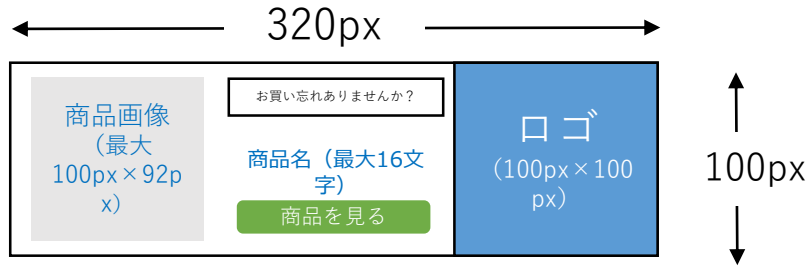 320px
商品画像
（最大
100px×92p
x）
お買い忘れありませんか？
商品名（最大16文
字）
商品を見る
ロゴ
（100px×100
px）
100px